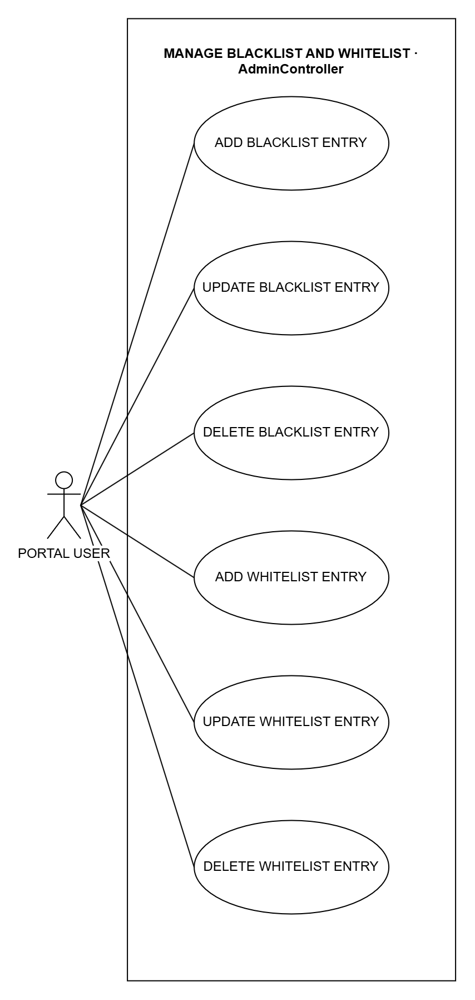 MANAGE BLACKLIST AND WHITELIST ·
AdminController
ADD BLACKLIST ENTRY
UPDATE BLACKLIST ENTRY
DELETE BLACKLIST ENTRY
PORTAL USER
ADD WHITELIST ENTRY
UPDATE WHITELIST ENTRY
DELETE WHITELIST ENTRY